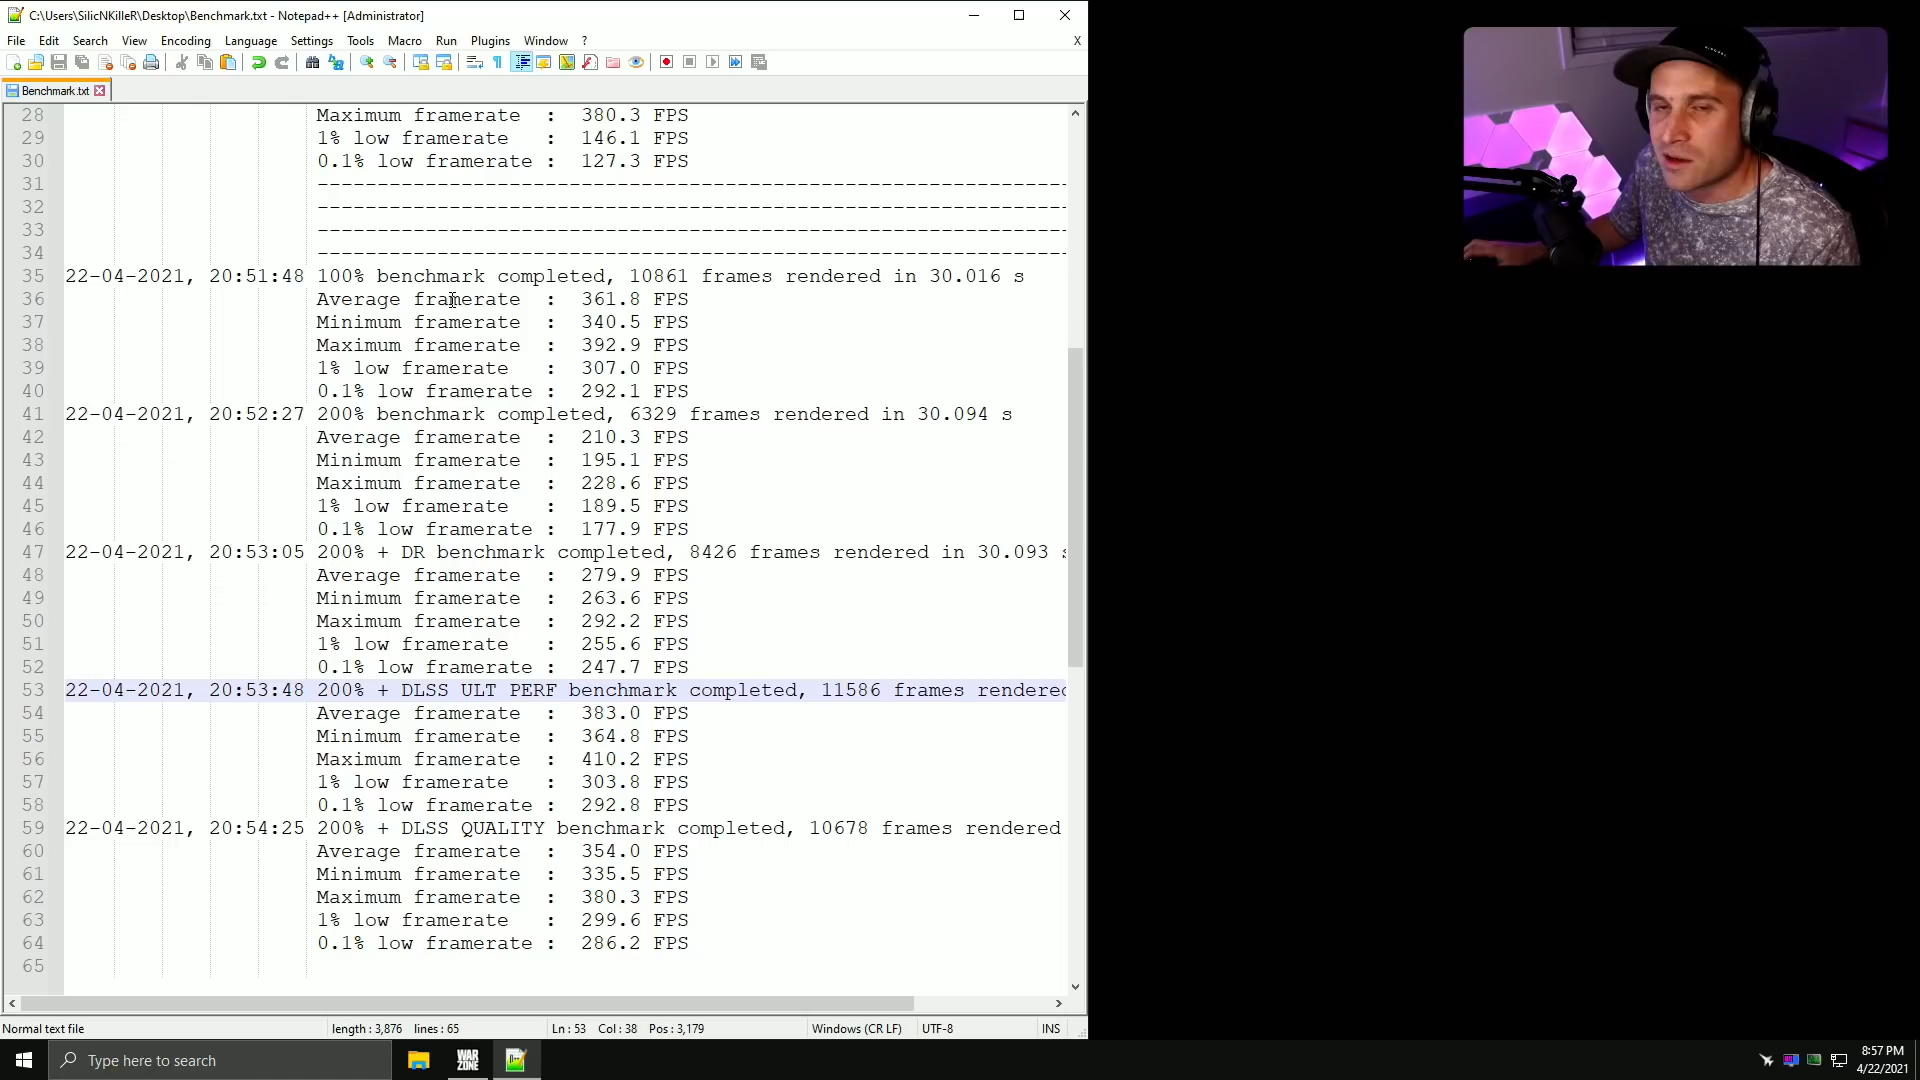 C:\Users\SilicNKilleR\Desktop\Benchmark.txt - Notepad++ [Administrator]
File Edit Search View Encoding Language Settings Tools Macro Run Plugins Window ? X
Benchmark.txt
28 Maximum framerate : 380.3 FPS
29 1% low framerate : 146.1 FPS
30 0.1% low framerate : 127.3 FPS
31 ---------------------------------------------------------------
32 ---------------------------------------------------------------
33 ---------------------------------------------------------------
34 ---------------------------------------------------------------
35 22-04-2021, 20:51:48 100% benchmark completed, 10861 frames rendered in 30.016 s
36 Average framerate : 361.8 FPS
37 Minimum framerate : 340.5 FPS
38 Maximum framerate : 392.9 FPS
39 1% low framerate : 307.0 FPS
40 0.1% low framerate : 292.1 FPS
41 22-04-2021, 20:52:27 200% benchmark completed, 6329 frames rendered in 30.094 s
42 Average framerate : 210.3 FPS
43 Minimum framerate : 195.1 FPS
44 Maximum framerate : 228.6 FPS
45 1% low framerate : 189.5 FPS
46 0.1% low framerate : 177.9 FPS
47 22-04-2021, 20:53:05 200% + DR benchmark completed, 8426 frames rendered in 30.093 s
48 Average framerate : 279.9 FPS
49 Minimum framerate : 263.6 FPS
50 Maximum framerate : 292.2 FPS
51 1% low framerate : 255.6 FPS
52 0.1% low framerate : 247.7 FPS
53 22-04-2021, 20:53:48 200% + DLSS ULT PERF benchmark completed, 11586 frames rendered
54 Average framerate : 383.0 FPS
55 Minimum framerate : 364.8 FPS
56 Maximum framerate : 410.2 FPS
57 1% low framerate : 303.8 FPS
58 0.1% low framerate : 292.8 FPS
59 22-04-2021, 20:54:25 200% + DLSS QUALITY benchmark completed, 10678 frames rendered
60 Average framerate : 354.0 FPS
61 Minimum framerate : 335.5 FPS
62 Maximum framerate : 380.3 FPS
63 1% low framerate : 299.6 FPS
64 0.1% low framerate : 286.2 FPS
65
Normal text file length : 3,876 lines : 65 Ln : 53 Col : 38 Pos : 3,179 Windows (CR LF) UTF-8 INS
Type here to search
WAR
ZONE
8:57 PM
4/22/2021